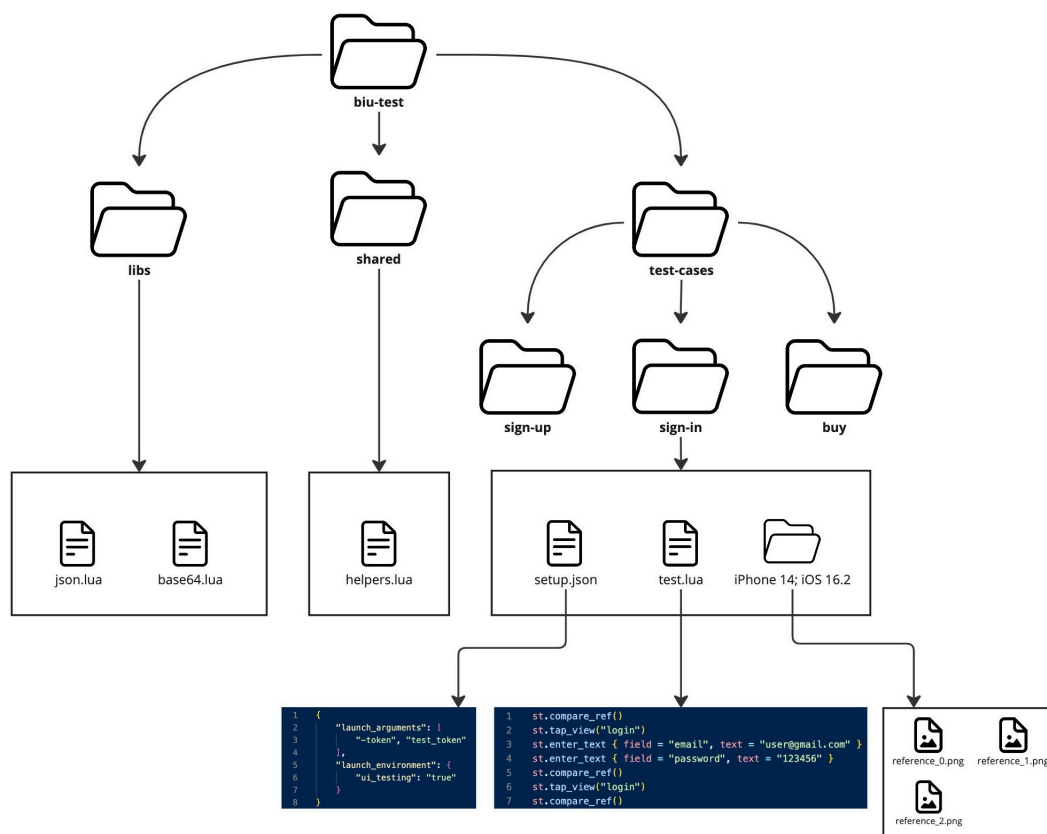 biu-test
libs
shared
test-cases
sign-up
sign-in
buy
json.lua
base64.lua
helpers.lua
setup.json
test.lua
iPhone 14; iOS 16.2
1 {
2 "launch_arguments": [
3 "-token", "test_token"
4 ],
5 "launch_environment": {
6 "ui_testing": "true"
7 }
8 }
1 st.compare_ref()
2 st.tap_view("login")
3 st.enter_text { field = "email", text = "user@gmail.com" }
4 st.enter_text { field = "password", text = "123456" }
5 st.compare_ref()
6 st.tap_view("login")
7 st.compare_ref()
reference_0.png
reference_1.png
reference_2.png